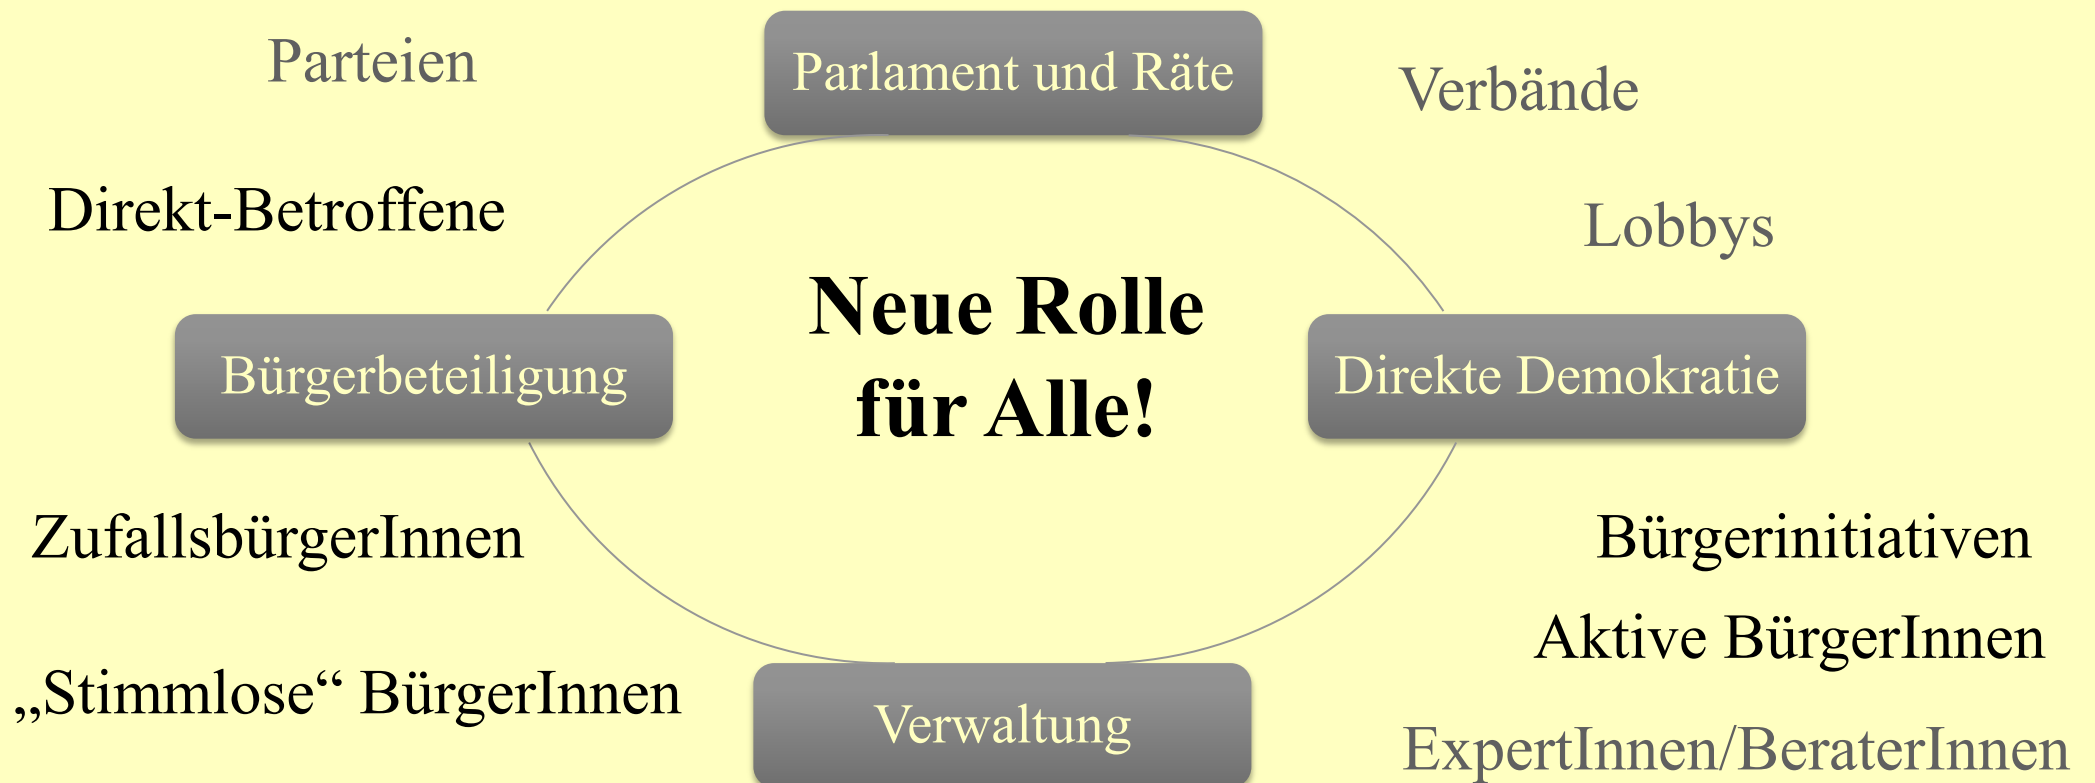 Parteien
Parlament und Räte
Verbände
Direkt-Betroffene
Lobbys
Neue Rolle
für Alle!
Bürgerbeteiligung
Direkte Demokratie
ZufallsbürgerInnen
Bürgerinitiativen
Aktive BürgerInnen
„Stimmlose“ BürgerInnen
Verwaltung
ExpertInnen/BeraterInnen